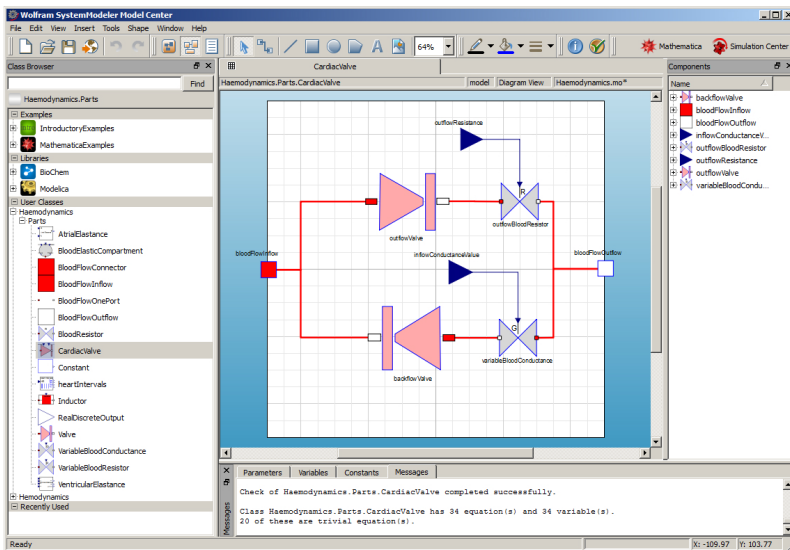 Wolfram SystemModeler Model Center
File Edit View Insert Tools Shape Window Help
64%
Mathematica
Simulation Center
Class Browser
CardiacValve
Components
Find
Haemodynamics.Parts.CardiacValve
model
Diagram View
Haemodynamics.mo*
Name
Haemodynamics.Parts
Examples
IntroductoryExamples
MathematicaExamples
Libraries
BioChem
Modelica
User Classes
Haemodynamics
Parts
AtrialElastance
BloodElasticCompartment
BloodFlowConnector
BloodFlowInflow
BloodFlowOnePort
BloodFlowOutflow
BloodResistor
CardiacValve
Constant
heartIntervals
Inductor
RealDiscreteOutput
Valve
VariableBloodConductance
VariableBloodResistor
VentricularElastance
Hemodynamics
Recently Used
outflowResistance
R
outflowValve
outflowBloodResistor
bloodFlowInflow
inflowConductanceValue
bloodFlowOutflow
G
variableBloodConductance
backflowValve
backflowValve
bloodFlowInflow
bloodFlowOutflow
inflowConductanceV...
outflowBloodResistor
outflowResistance
outflowValve
variableBloodCondu...
Parameters
Variables
Constants
Messages
Messages
Check of Haemodynamics.Parts.CardiacValve completed successfully.
Class Haemodynamics.Parts.CardiacValve has 34 equation(s) and 34 variable(s).
20 of these are trivial equation(s).
Ready
X: -109.97
Y: 103.77